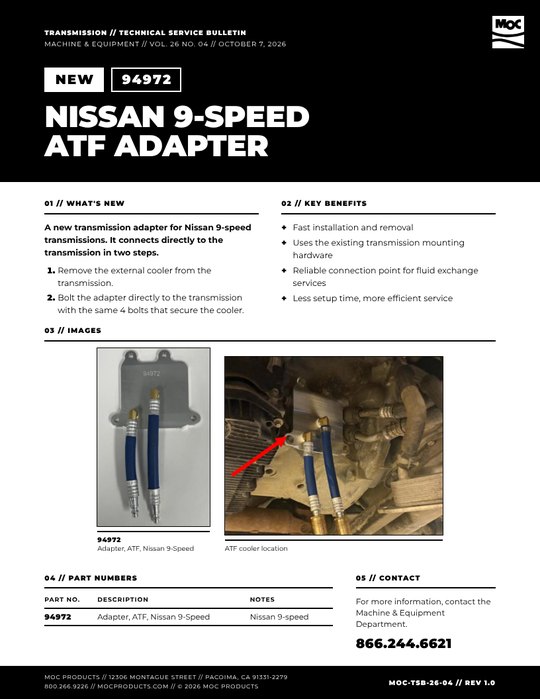 TRANSMISSION // TECHNICAL SERVICE BULLETIN
MACHINE & EQUIPMENT // VOL. 26 NO. 04 // OCTOBER 7, 2026
MOC
NEW 94972
NISSAN 9-SPEED
ATF ADAPTER
01 // WHAT'S NEW
A new transmission adapter for Nissan 9-speed
transmissions. It connects directly to the
transmission in two steps.
1. Remove the external cooler from the
transmission.
2. Bolt the adapter directly to the transmission
with the same 4 bolts that secure the cooler.
02 // KEY BENEFITS
Fast installation and removal
Uses the existing transmission mounting
hardware
Reliable connection point for fluid exchange
services
Less setup time, more efficient service
03 // IMAGES
94972
94972
Adapter, ATF, Nissan 9-Speed
ATF cooler location
04 // PART NUMBERS
PART NO. DESCRIPTION NOTES
94972 Adapter, ATF, Nissan 9-Speed Nissan 9-speed
05 // CONTACT
For more information, contact the
Machine & Equipment
Department.
866.244.6621
MOC PRODUCTS // 12306 MONTAGUE STREET // PACOIMA, CA 91331-2279
800.266.9226 // MOCPRODUCTS.COM // © 2026 MOC PRODUCTS
MOC-TSB-26-04 // REV 1.0